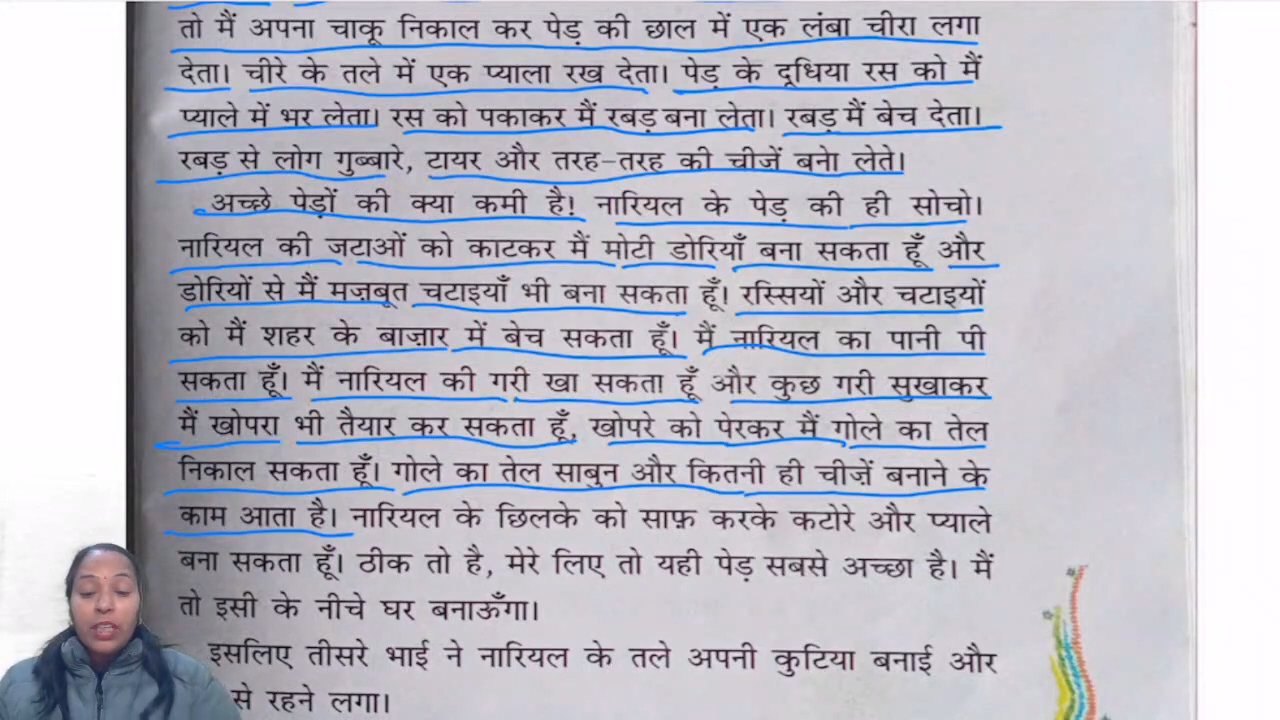 तो मैं अपना चाकू निकाल कर पेड़ की छाल में एक लंबा चीरा लगा
देता। चीरे के तले में एक प्याला रख देता। पेड़ के दूधिया रस को मैं
प्याले में भर लेता। रस को पकाकर मैं रबड़ बना लेता। रबड़ मैं बेच देता।
रबड़ से लोग गुब्बारे, टायर और तरह-तरह की चीजें बना लेते।
अच्छे पेड़ों की क्या कमी है! नारियल के पेड़ की ही सोचो।
नारियल की जटाओं को काटकर मैं मोटी डोरियाँ बना सकता हूँ और
डोरियों से मैं मज़बूत चटाइयाँ भी बना सकता हूँ। रस्सियों और चटाइयों
को मैं शहर के बाज़ार में बेच सकता हूँ। मैं नारियल का पानी पी
सकता हूँ। मैं नारियल की गरी खा सकता हूँ और कुछ गरी सुखाकर
मैं खोपरा भी तैयार कर सकता हूँ, खोपरे को पेरकर मैं गोले का तेल
निकाल सकता हूँ। गोले का तेल साबुन और कितनी ही चीज़ें बनाने के
काम आता है। नारियल के छिलके को साफ़ करके कटोरे और प्याले
बना सकता हूँ। ठीक तो है, मेरे लिए तो यही पेड़ सबसे अच्छा है। मैं
तो इसी के नीचे घर बनाऊँगा।
इसलिए तीसरे भाई ने नारियल के तले अपनी कुटिया बनाई और
से रहने लगा।